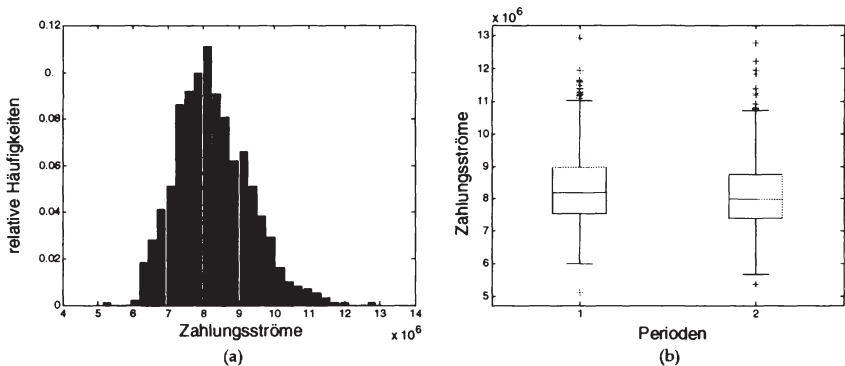 0.12
0.
0.08
0.06
0.04
0.02
0
relative Häufigkeiten
4 5 6 7 8 9 10 11 12 13 14
Zahlungsströme
x 10^6
(a)
x 10^6
13
11
10
9
8
7
6
5
Zahlungsströme
1 2
Perioden
(b)